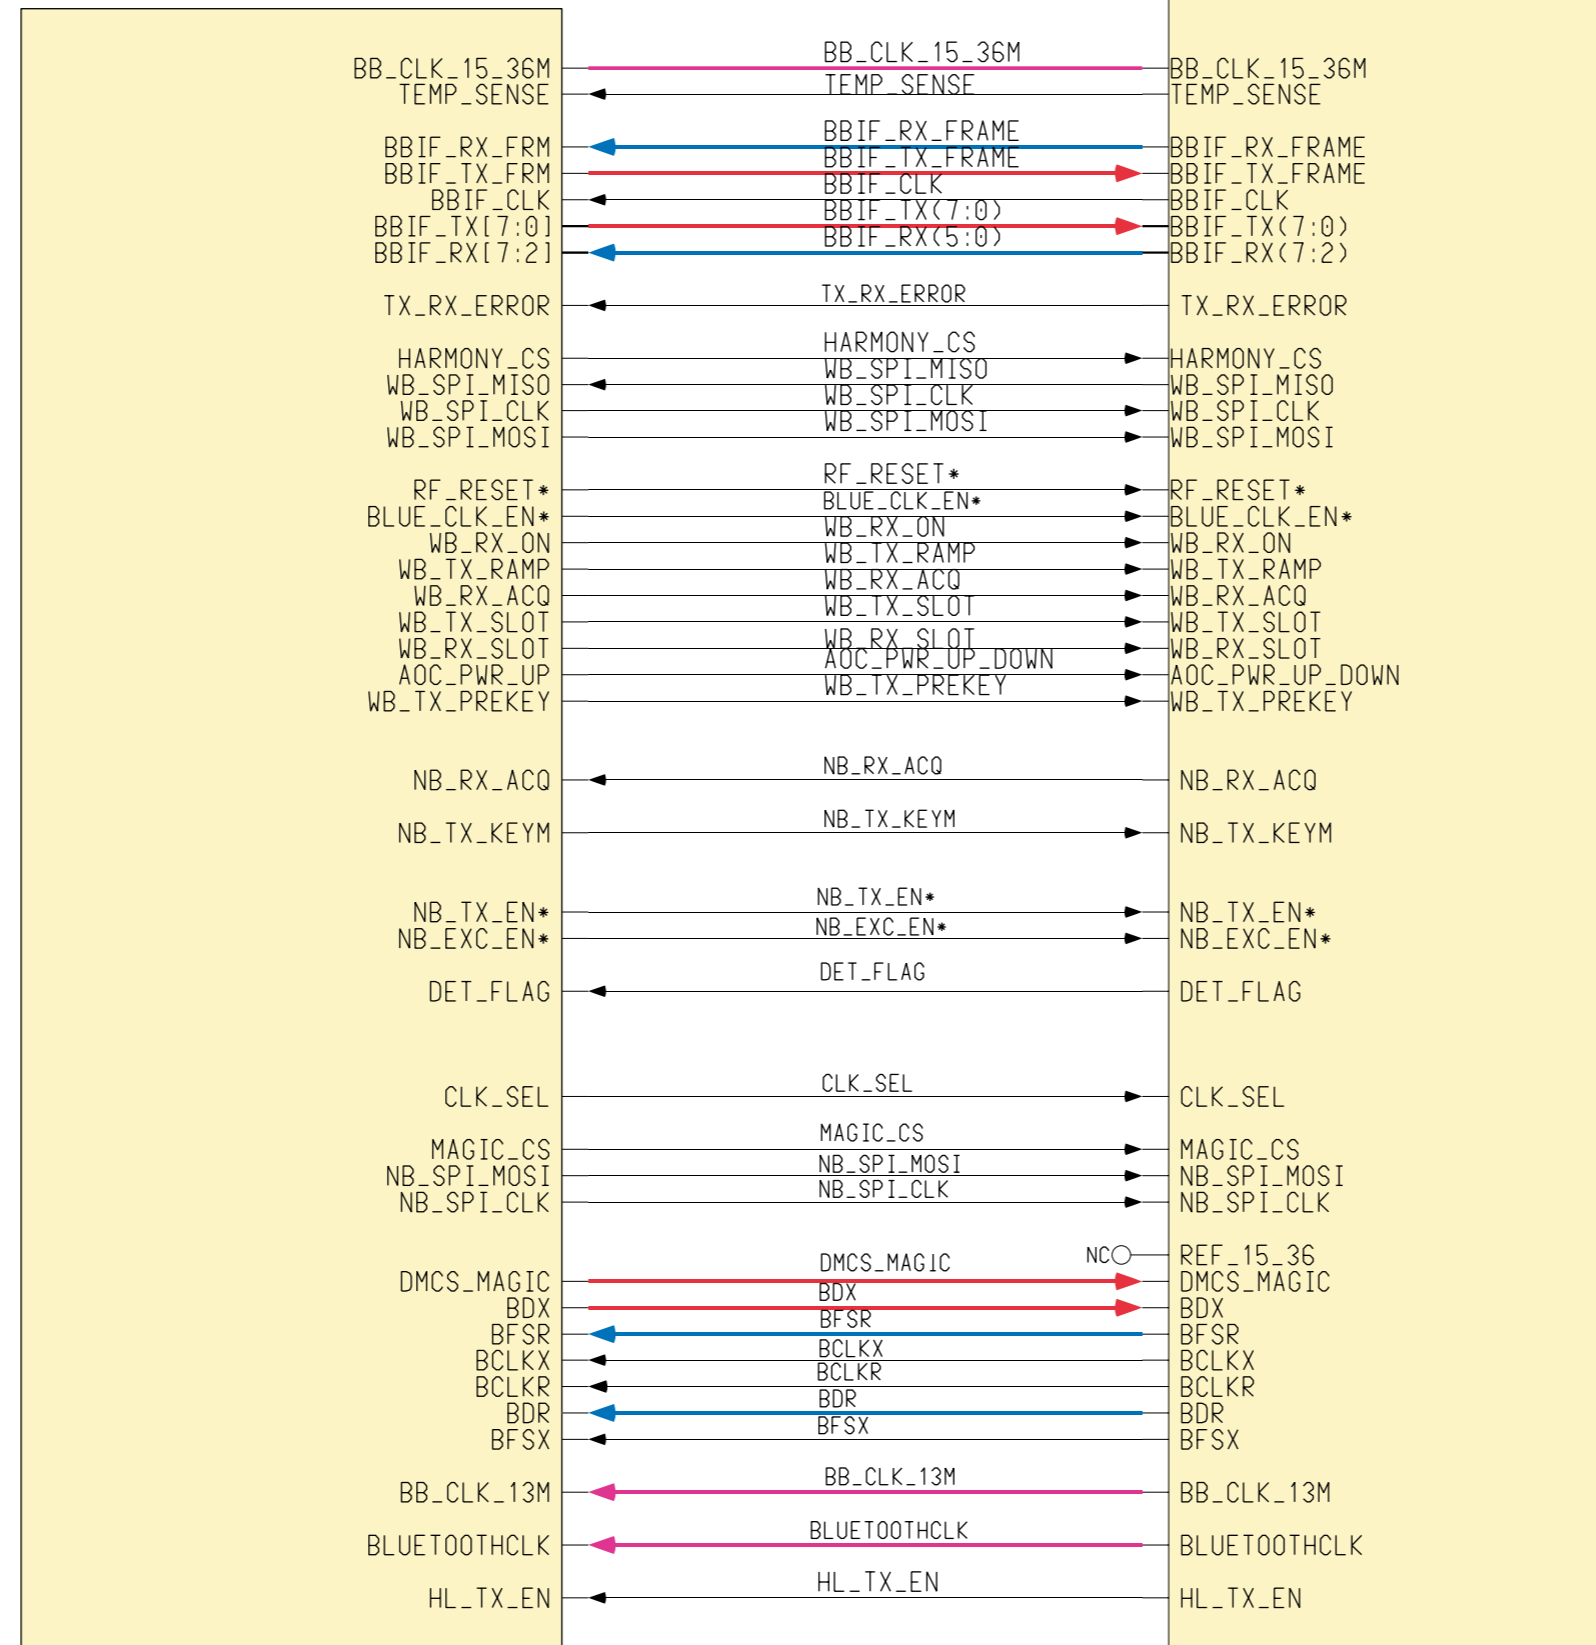 BB_CLK_15_36M BB_CLK_15_36M BB_CLK_15_36M
TEMP_SENSE TEMP_SENSE TEMP_SENSE
BBIF_RX_FRM BBIF_RX_FRAME BBIF_RX_FRAME
BBIF_TX_FRM BBIF_TX_FRAME BBIF_TX_FRAME
BBIF_CLK BBIF_CLK BBIF_CLK
BBIF_TX[7:0] BBIF_TX(7:0) BBIF_TX(7:0)
BBIF_RX[7:2] BBIF_RX(5:0) BBIF_RX(7:2)
TX_RX_ERROR TX_RX_ERROR TX_RX_ERROR
HARMONY_CS HARMONY_CS HARMONY_CS
WB_SPI_MISO WB_SPI_MISO WB_SPI_MISO
WB_SPI_CLK WB_SPI_CLK WB_SPI_CLK
WB_SPI_MOSI WB_SPI_MOSI WB_SPI_MOSI
RF_RESET* RF_RESET* RF_RESET*
BLUE_CLK_EN* BLUE_CLK_EN* BLUE_CLK_EN*
WB_RX_ON WB_RX_ON WB_RX_ON
WB_TX_RAMP WB_TX_RAMP WB_TX_RAMP
WB_RX_ACQ WB_RX_ACQ WB_RX_ACQ
WB_TX_SLOT WB_TX_SLOT WB_TX_SLOT
WB_RX_SLOT WB_RX_SLOT WB_RX_SLOT
AOC_PWR_UP AOC_PWR_UP_DOWN AOC_PWR_UP_DOWN
WB_TX_PREKEY WB_TX_PREKEY WB_TX_PREKEY
NB_RX_ACQ NB_RX_ACQ NB_RX_ACQ
NB_TX_KEYM NB_TX_KEYM NB_TX_KEYM
NB_TX_EN* NB_TX_EN* NB_TX_EN*
NB_EXC_EN* NB_EXC_EN* NB_EXC_EN*
DET_FLAG DET_FLAG DET_FLAG
CLK_SEL CLK_SEL CLK_SEL
MAGIC_CS MAGIC_CS MAGIC_CS
NB_SPI_MOSI NB_SPI_MOSI NB_SPI_MOSI
NB_SPI_CLK NB_SPI_CLK NB_SPI_CLK
NC REF_15_36
DMCS_MAGIC DMCS_MAGIC DMCS_MAGIC
BDX BDX BDX
BFSR BFSR BFSR
BCLKX BCLKX BCLKX
BCLKR BCLKR BCLKR
BDR BDR BDR
BFSX BFSX BFSX
BB_CLK_13M BB_CLK_13M BB_CLK_13M
BLUETOOTHCLK BLUETOOTHCLK BLUETOOTHCLK
HL_TX_EN HL_TX_EN HL_TX_EN